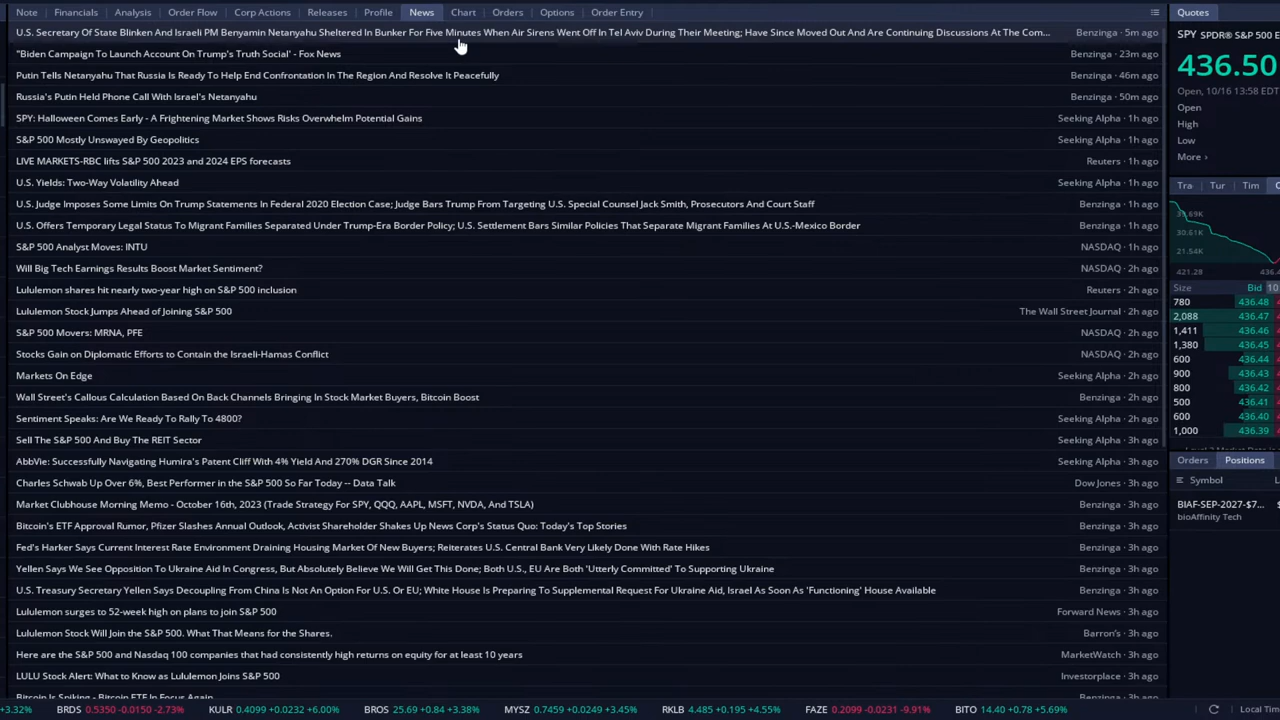 Note Financials Analysis Order Flow Corp Actions Releases Profile News Chart Orders Options Order Entry
U.S. Secretary Of State Blinken And Israeli PM Benyamin Netanyahu Sheltered In Bunker For Five Minutes When Air Sirens Went Off In Tel Aviv During Their Meeting; Have Since Moved Out And Are Continuing Discussions At The Com... Benzinga · 5m ago
"Biden Campaign To Launch Account On Trump's Truth Social' - Fox News Benzinga · 23m ago
Putin Tells Netanyahu That Russia Is Ready To Help End Confrontation In The Region And Resolve It Peacefully Benzinga · 46m ago
Russia's Putin Held Phone Call With Israel's Netanyahu Benzinga · 50m ago
SPY: Halloween Comes Early - A Frightening Market Shows Risks Overwhelm Potential Gains Seeking Alpha · 1h ago
S&P 500 Mostly Unswayed By Geopolitics Seeking Alpha · 1h ago
LIVE MARKETS-RBC lifts S&P 500 2023 and 2024 EPS forecasts Reuters · 1h ago
U.S. Yields: Two-Way Volatility Ahead Seeking Alpha · 1h ago
U.S. Judge Imposes Some Limits On Trump Statements In Federal 2020 Election Case; Judge Bars Trump From Targeting U.S. Special Counsel Jack Smith, Prosecutors And Court Staff Benzinga · 1h ago
U.S. Offers Temporary Legal Status To Migrant Families Separated Under Trump-Era Border Policy; U.S. Settlement Bars Similar Policies That Separate Migrant Families At U.S.-Mexico Border Benzinga · 1h ago
S&P 500 Analyst Moves: INTU NASDAQ · 1h ago
Will Big Tech Earnings Results Boost Market Sentiment? NASDAQ · 2h ago
Lululemon shares hit nearly two-year high on S&P 500 inclusion Reuters · 2h ago
Lululemon Stock Jumps Ahead of Joining S&P 500 The Wall Street Journal · 2h ago
S&P 500 Movers: MRNA, PFE NASDAQ · 2h ago
Stocks Gain on Diplomatic Efforts to Contain the Israeli-Hamas Conflict NASDAQ · 2h ago
Markets On Edge Seeking Alpha · 2h ago
Wall Street's Callous Calculation Based On Back Channels Bringing In Stock Market Buyers, Bitcoin Boost Benzinga · 2h ago
Sentiment Speaks: Are We Ready To Rally To 4800? Seeking Alpha · 2h ago
Sell The S&P 500 And Buy The REIT Sector Seeking Alpha · 3h ago
AbbVie: Successfully Navigating Humira's Patent Cliff With 4% Yield And 270% DGR Since 2014 Seeking Alpha · 3h ago
Charles Schwab Up Over 6%, Best Performer in the S&P 500 So Far Today -- Data Talk Dow Jones · 3h ago
Market Clubhouse Morning Memo - October 16th, 2023 (Trade Strategy For SPY, QQQ, AAPL, MSFT, NVDA, And TSLA) Benzinga · 3h ago
Bitcoin's ETF Approval Rumor, Pfizer Slashes Annual Outlook, Activist Shareholder Shakes Up News Corp's Status Quo: Today's Top Stories Benzinga · 3h ago
Fed's Harker Says Current Interest Rate Environment Draining Housing Market Of New Buyers; Reiterates U.S. Central Bank Very Likely Done With Rate Hikes Benzinga · 3h ago
Yellen Says We See Opposition To Ukraine Aid In Congress, But Absolutely Believe We Will Get This Done; Both U.S., EU Are Both 'Utterly Committed' To Supporting Ukraine Benzinga · 3h ago
U.S. Treasury Secretary Yellen Says Decoupling From China Is Not An Option For U.S. Or EU; White House Is Preparing To Supplemental Request For Ukraine Aid, Israel As Soon As 'Functioning' House Available Benzinga · 3h ago
Lululemon surges to 52-week high on plans to join S&P 500 Forward News · 3h ago
Lululemon Stock Will Join the S&P 500. What That Means for the Shares. Barron's · 3h ago
Here are the S&P 500 and Nasdaq 100 companies that had consistently high returns on equity for at least 10 years MarketWatch · 3h ago
LULU Stock Alert: What to Know as Lululemon Joins S&P 500 Investorplace · 3h ago
Bitcoin Is Spiking - Bitcoin ETF In Focus Again Benzinga · 3h ago
Quotes
SPY SPDR® S&P 500 E
436.50
Open, 10/16 13:58 EDT
Open
High
Low
More ›
Tra Tur Tim
39.69K
30.61K
21.54K
421.28 436.
Size Bid 10
780 436.48
2,088 436.47
1,411 436.46
1,380 436.45
600 436.44
900 436.43
800 436.42
500 436.41
600 436.40
1,000 436.39
Orders Positions
Symbol
BIAF-SEP-2027-$7...
bioAffinity Tech
+3.32% BRDS 0.5350 -0.0150 -2.73% KULR 0.4099 +0.0232 +6.00% BROS 25.69 +0.84 +3.38% MYSZ 0.7459 +0.0249 +3.45% RKLB 4.485 +0.195 +4.55% FAZE 0.2099 -0.0231 -9.91% BITO 14.40 +0.78 +5.69% Local Tim